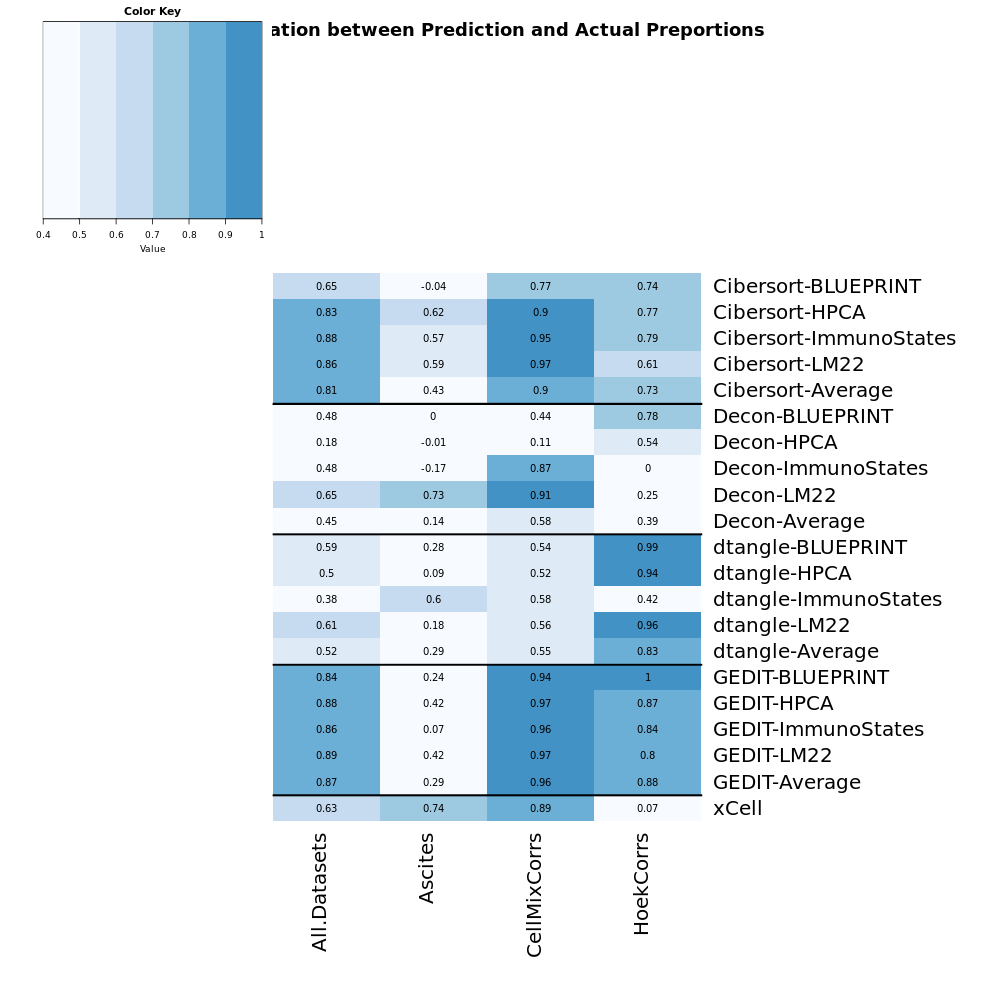 Color Key
ation between Prediction and Actual Preportions
0.4 0.5 0.6 0.7 0.8 0.9 1
Value
0.65 -0.04 0.77 0.74 Cibersort-BLUEPRINT
0.83 0.62 0.9 0.77 Cibersort-HPCA
0.88 0.57 0.95 0.79 Cibersort-ImmunoStates
0.86 0.59 0.97 0.61 Cibersort-LM22
0.81 0.43 0.9 0.73 Cibersort-Average
0.48 0 0.44 0.78 Decon-BLUEPRINT
0.18 -0.01 0.11 0.54 Decon-HPCA
0.48 -0.17 0.87 0 Decon-ImmunoStates
0.65 0.73 0.91 0.25 Decon-LM22
0.45 0.14 0.58 0.39 Decon-Average
0.59 0.28 0.54 0.99 dtangle-BLUEPRINT
0.5 0.09 0.52 0.94 dtangle-HPCA
0.38 0.6 0.58 0.42 dtangle-ImmunoStates
0.61 0.18 0.56 0.96 dtangle-LM22
0.52 0.29 0.55 0.83 dtangle-Average
0.84 0.24 0.94 1 GEDIT-BLUEPRINT
0.88 0.42 0.97 0.87 GEDIT-HPCA
0.86 0.07 0.96 0.84 GEDIT-ImmunoStates
0.89 0.42 0.97 0.8 GEDIT-LM22
0.87 0.29 0.96 0.88 GEDIT-Average
0.63 0.74 0.89 0.07 xCell
All.Datasets
Ascites
CellMixCorrs
HoekCorrs